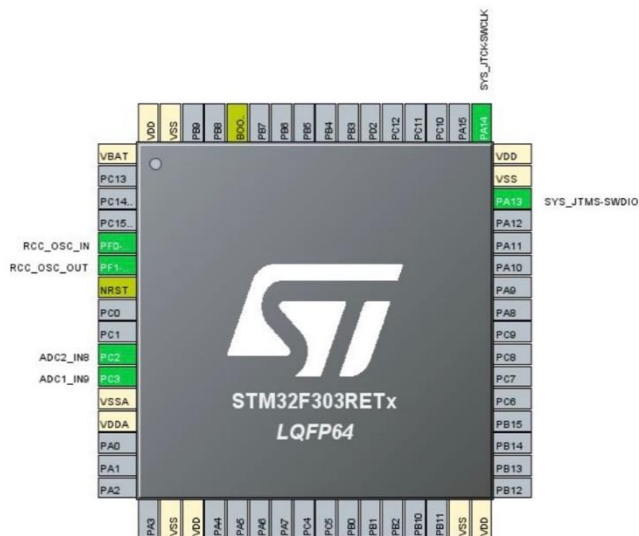 SYS_JTCK-SWCLK
VDD
VSS
PB9
PB8
BOO..
PB7
PB6
PB5
PB4
PB3
PD2
PC12
PC11
PC10
PA15
PA14
VBAT
PC13
PC14..
PC15..
RCC_OSC_IN PF0-..
RCC_OSC_OUT PF1-..
NRST
PC0
PC1
ADC2_IN8 PC2
ADC1_IN9 PC3
VSSA
VDDA
PA0
PA1
PA2
VDD
VSS
PA13 SYS_JTMS-SWDIO
PA12
PA11
PA10
PA9
PA8
PC9
PC8
PC7
PC6
PB15
PB14
PB13
PB12
ST
STM32F303RETx
LQFP64
PA3
VSS
VDD
PA4
PA5
PA6
PA7
PC4
PC5
PB0
PB1
PB2
PB10
PB11
VSS
VDD